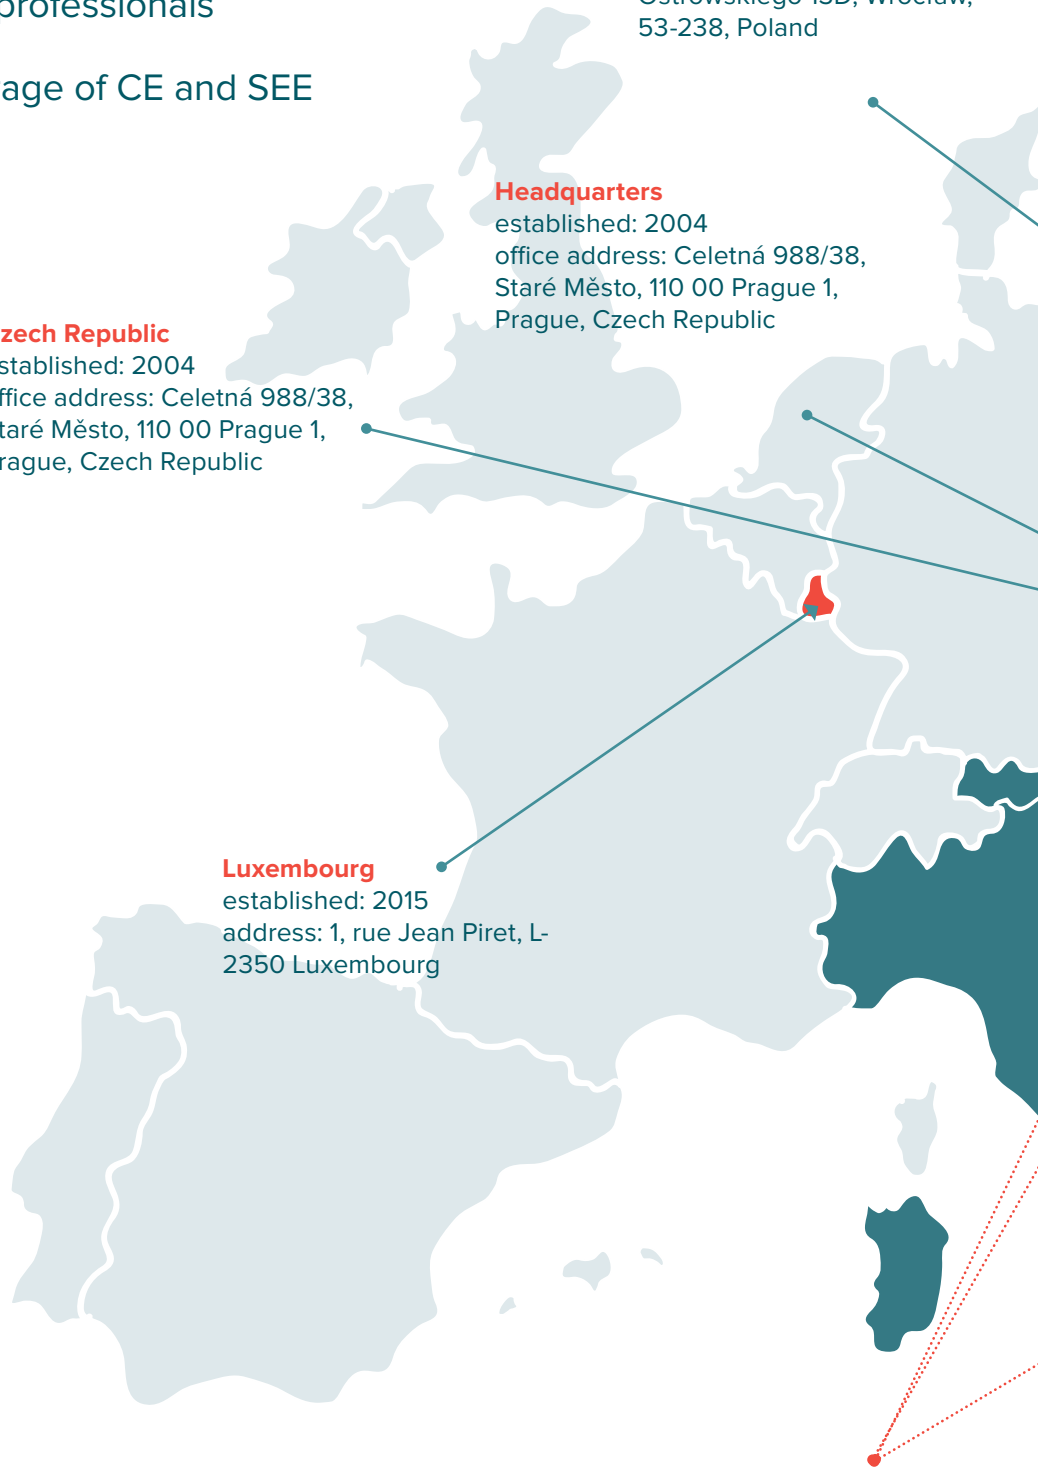 professionals
age of CE and SEE
53-238, Poland
Headquarters
established: 2004
office address: Celetná 988/38,
Staré Město, 110 00 Prague 1,
Prague, Czech Republic
zech Republic
stablished: 2004
ffice address: Celetná 988/38,
taré Město, 110 00 Prague 1,
rague, Czech Republic
Luxembourg
established: 2015
address: 1, rue Jean Piret, L-
2350 Luxembourg